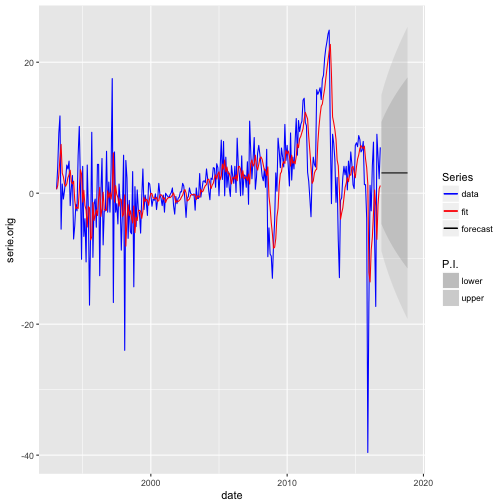 serie.orig
20
0
-20
-40
2000
2010
2020
date
Series
data
fit
forecast
P.I.
lower
upper